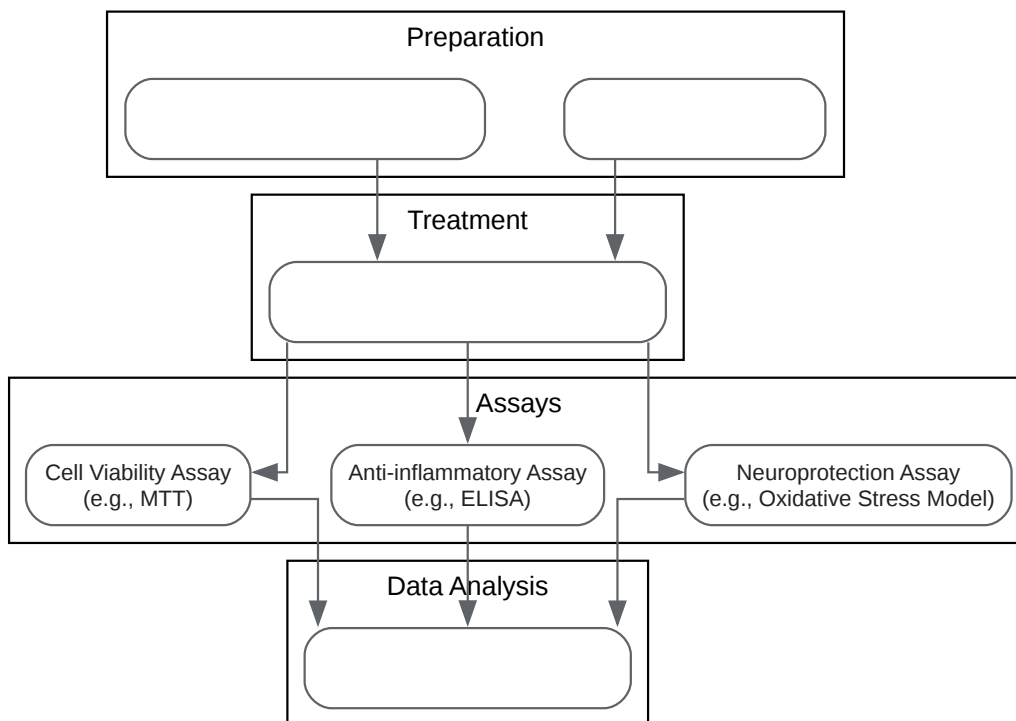 Preparation
Treatment
Assays
Cell Viability Assay
(e.g., MTT)
Anti-inflammatory Assay
(e.g., ELISA)
Neuroprotection Assay
(e.g., Oxidative Stress Model)
Data Analysis